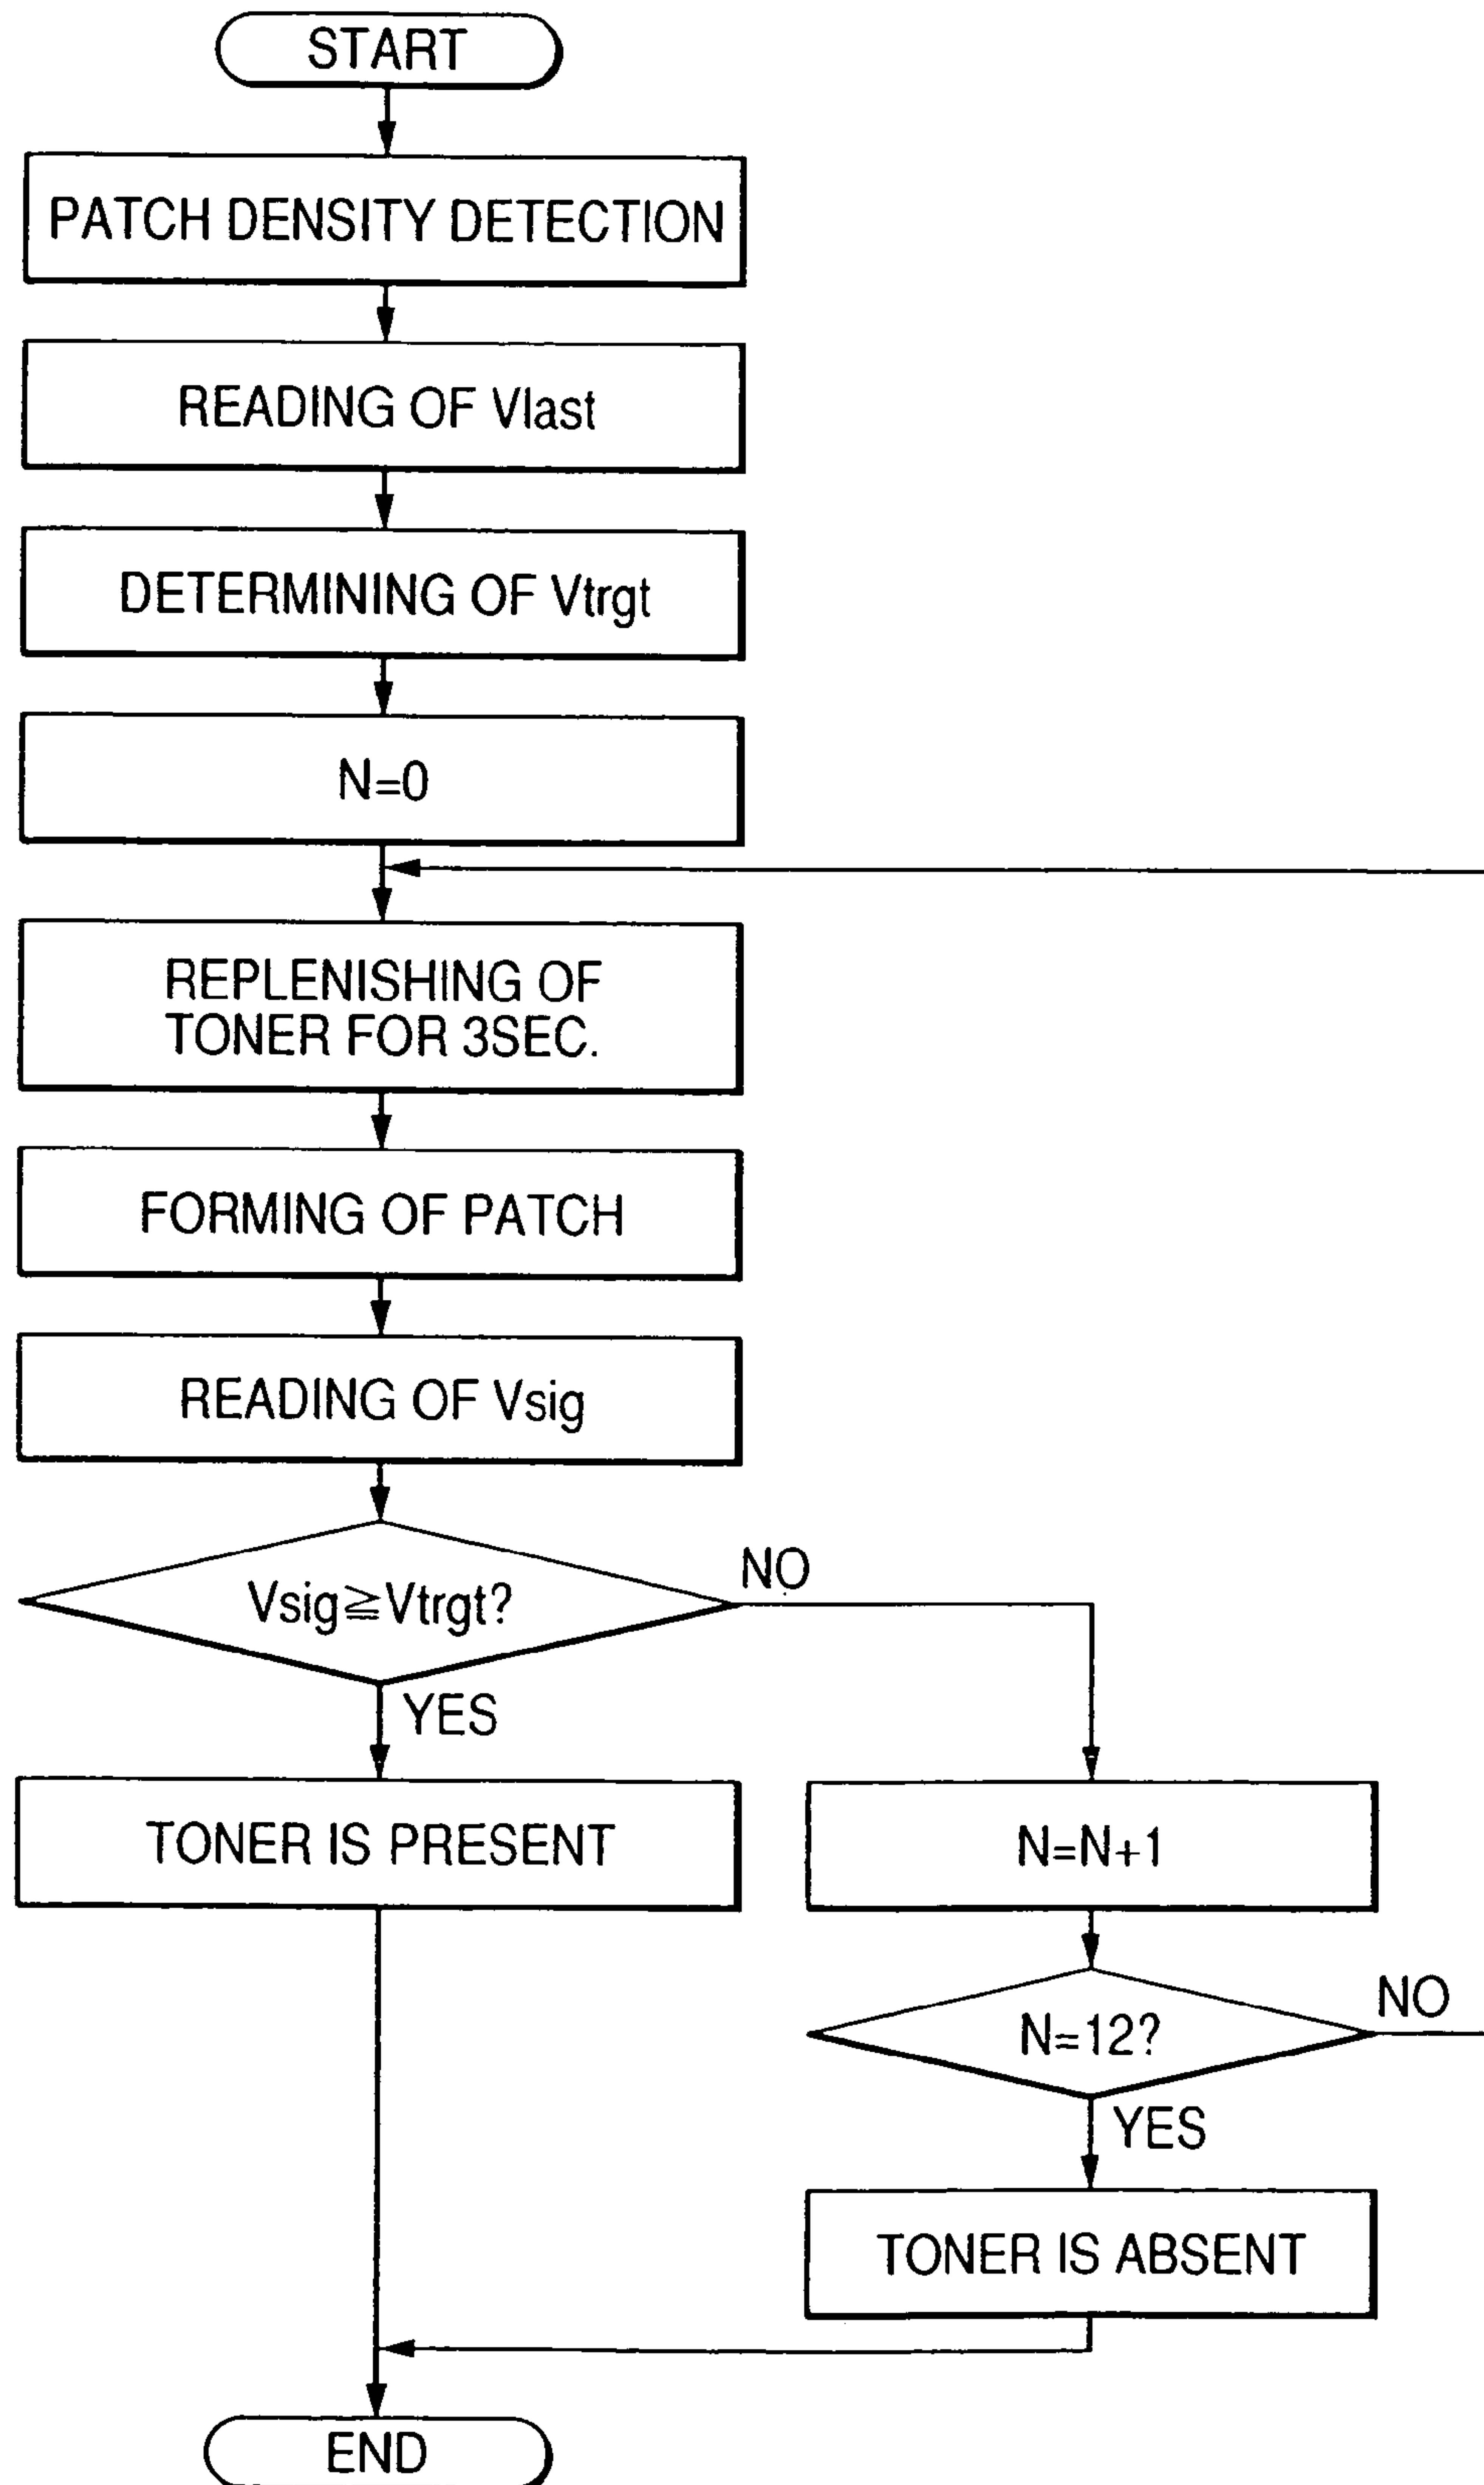 START
PATCH DENSITY DETECTION
READING OF Vlast
DETERMINING OF Vtrgt
N=0
REPLENISHING OF
TONER FOR 3SEC.
FORMING OF PATCH
READING OF Vsig
Vsig≧Vtrgt?
NO
YES
TONER IS PRESENT
N=N+1
N=12?
NO
YES
TONER IS ABSENT
END